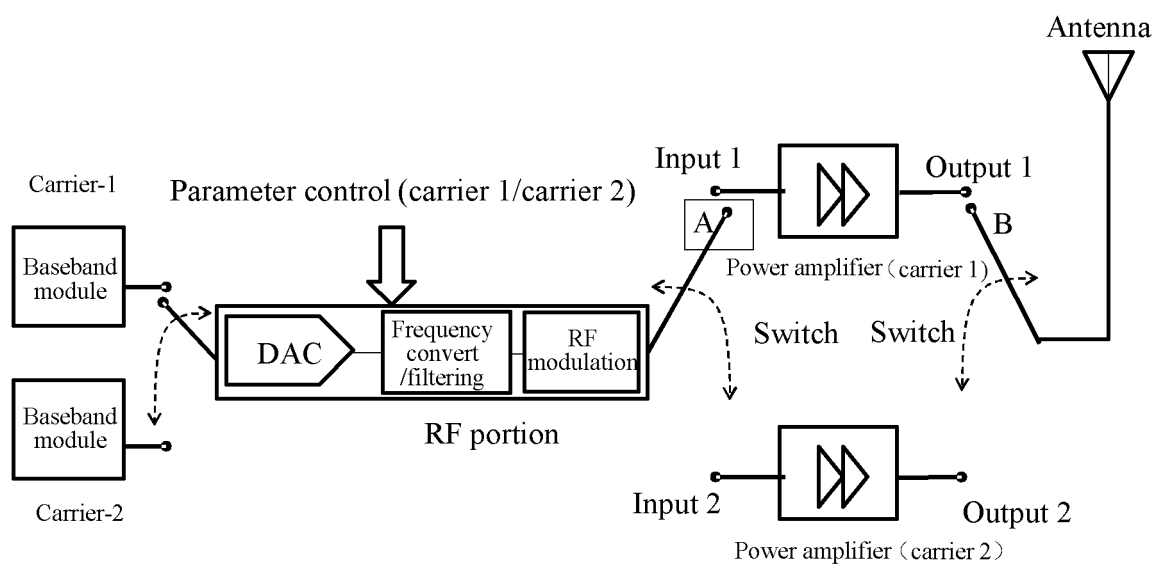 Antenna
Input 1
Output 1
Carrier-1
Parameter control (carrier 1/carrier 2)
A
B
Baseband
module
Power amplifier（carrier 1）
DAC
Frequency
convert
/filtering
RF
modulation
Switch
Switch
Baseband
module
RF portion
Input 2
Output 2
Carrier-2
Power amplifier（carrier 2）